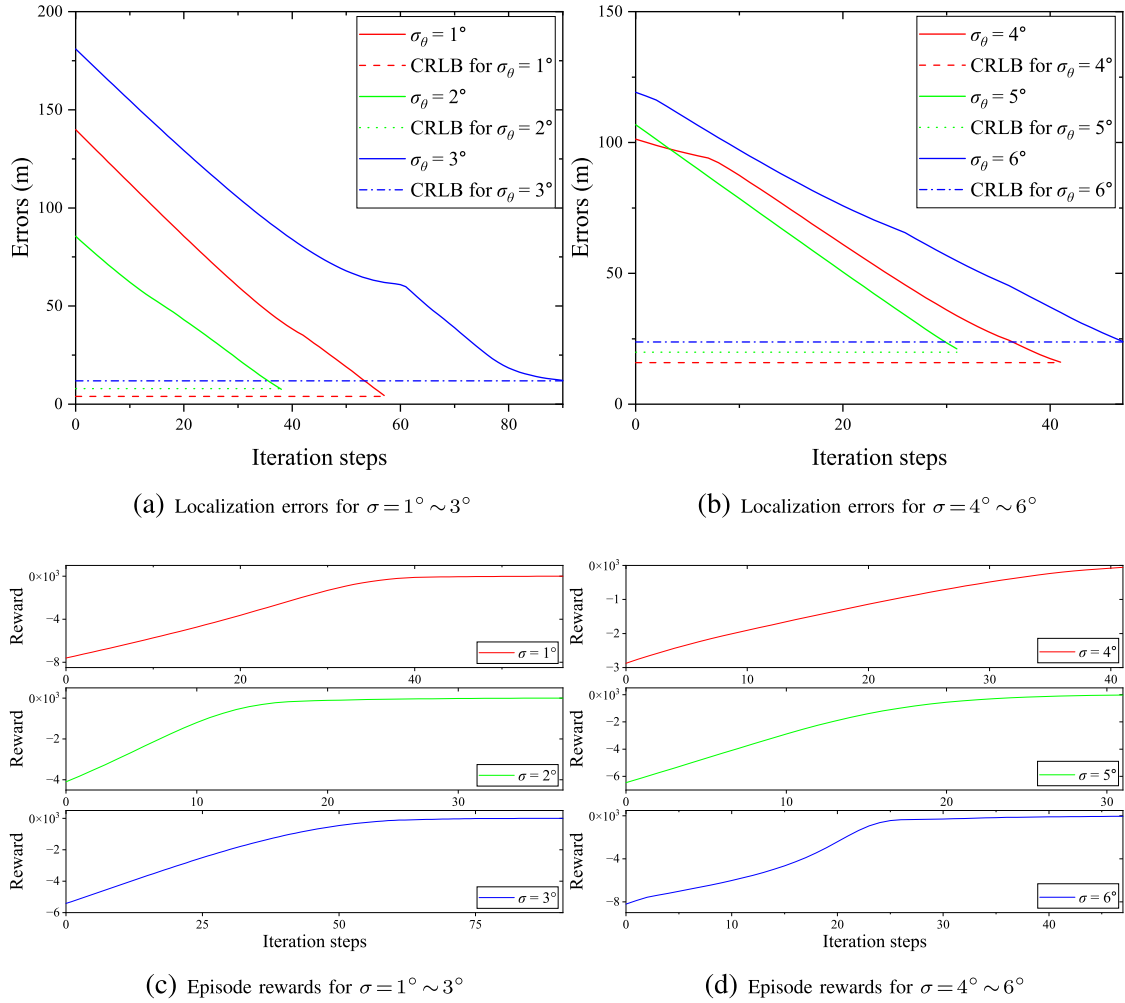 200
150
100
50
0
0
20
40
60
80
Errors (m)
Iteration steps
σθ = 1°
CRLB for σθ = 1°
σθ = 2°
CRLB for σθ = 2°
σθ = 3°
CRLB for σθ = 3°
(a) Localization errors for σ = 1° ∼ 3°
150
100
50
0
0
20
40
Errors (m)
Iteration steps
σθ = 4°
CRLB for σθ = 4°
σθ = 5°
CRLB for σθ = 5°
σθ = 6°
CRLB for σθ = 6°
(b) Localization errors for σ = 4° ∼ 6°
0×10³
−4
−8
Reward
20
40
σ = 1°
0×10³
−2
−4
Reward
0
10
20
30
σ = 2°
0×10³
−2
−4
−6
Reward
0
25
50
75
σ = 3°
Iteration steps
(c) Episode rewards for σ = 1° ∼ 3°
0×10³
−1
−2
−3
Reward
0
10
20
30
40
σ = 4°
0×10³
−2
−4
−6
Reward
0
10
20
30
σ = 5°
0×10³
−4
−8
Reward
0
10
20
30
40
σ = 6°
Iteration steps
(d) Episode rewards for σ = 4° ∼ 6°